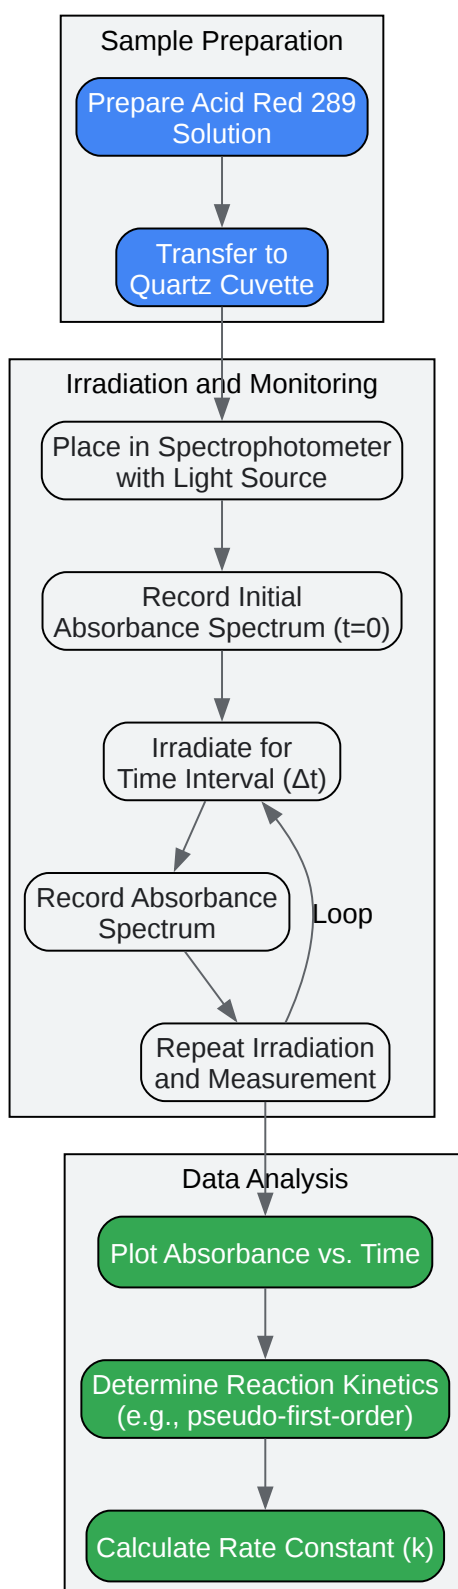 Sample Preparation
Prepare Acid Red 289
Solution
Transfer to
Quartz Cuvette
Irradiation and Monitoring
Place in Spectrophotometer
with Light Source
Record Initial
Absorbance Spectrum (t=0)
Irradiate for
Time Interval (Δt)
Record Absorbance
Spectrum
Loop
Repeat Irradiation
and Measurement
Data Analysis
Plot Absorbance vs. Time
Determine Reaction Kinetics
(e.g., pseudo-first-order)
Calculate Rate Constant (k)